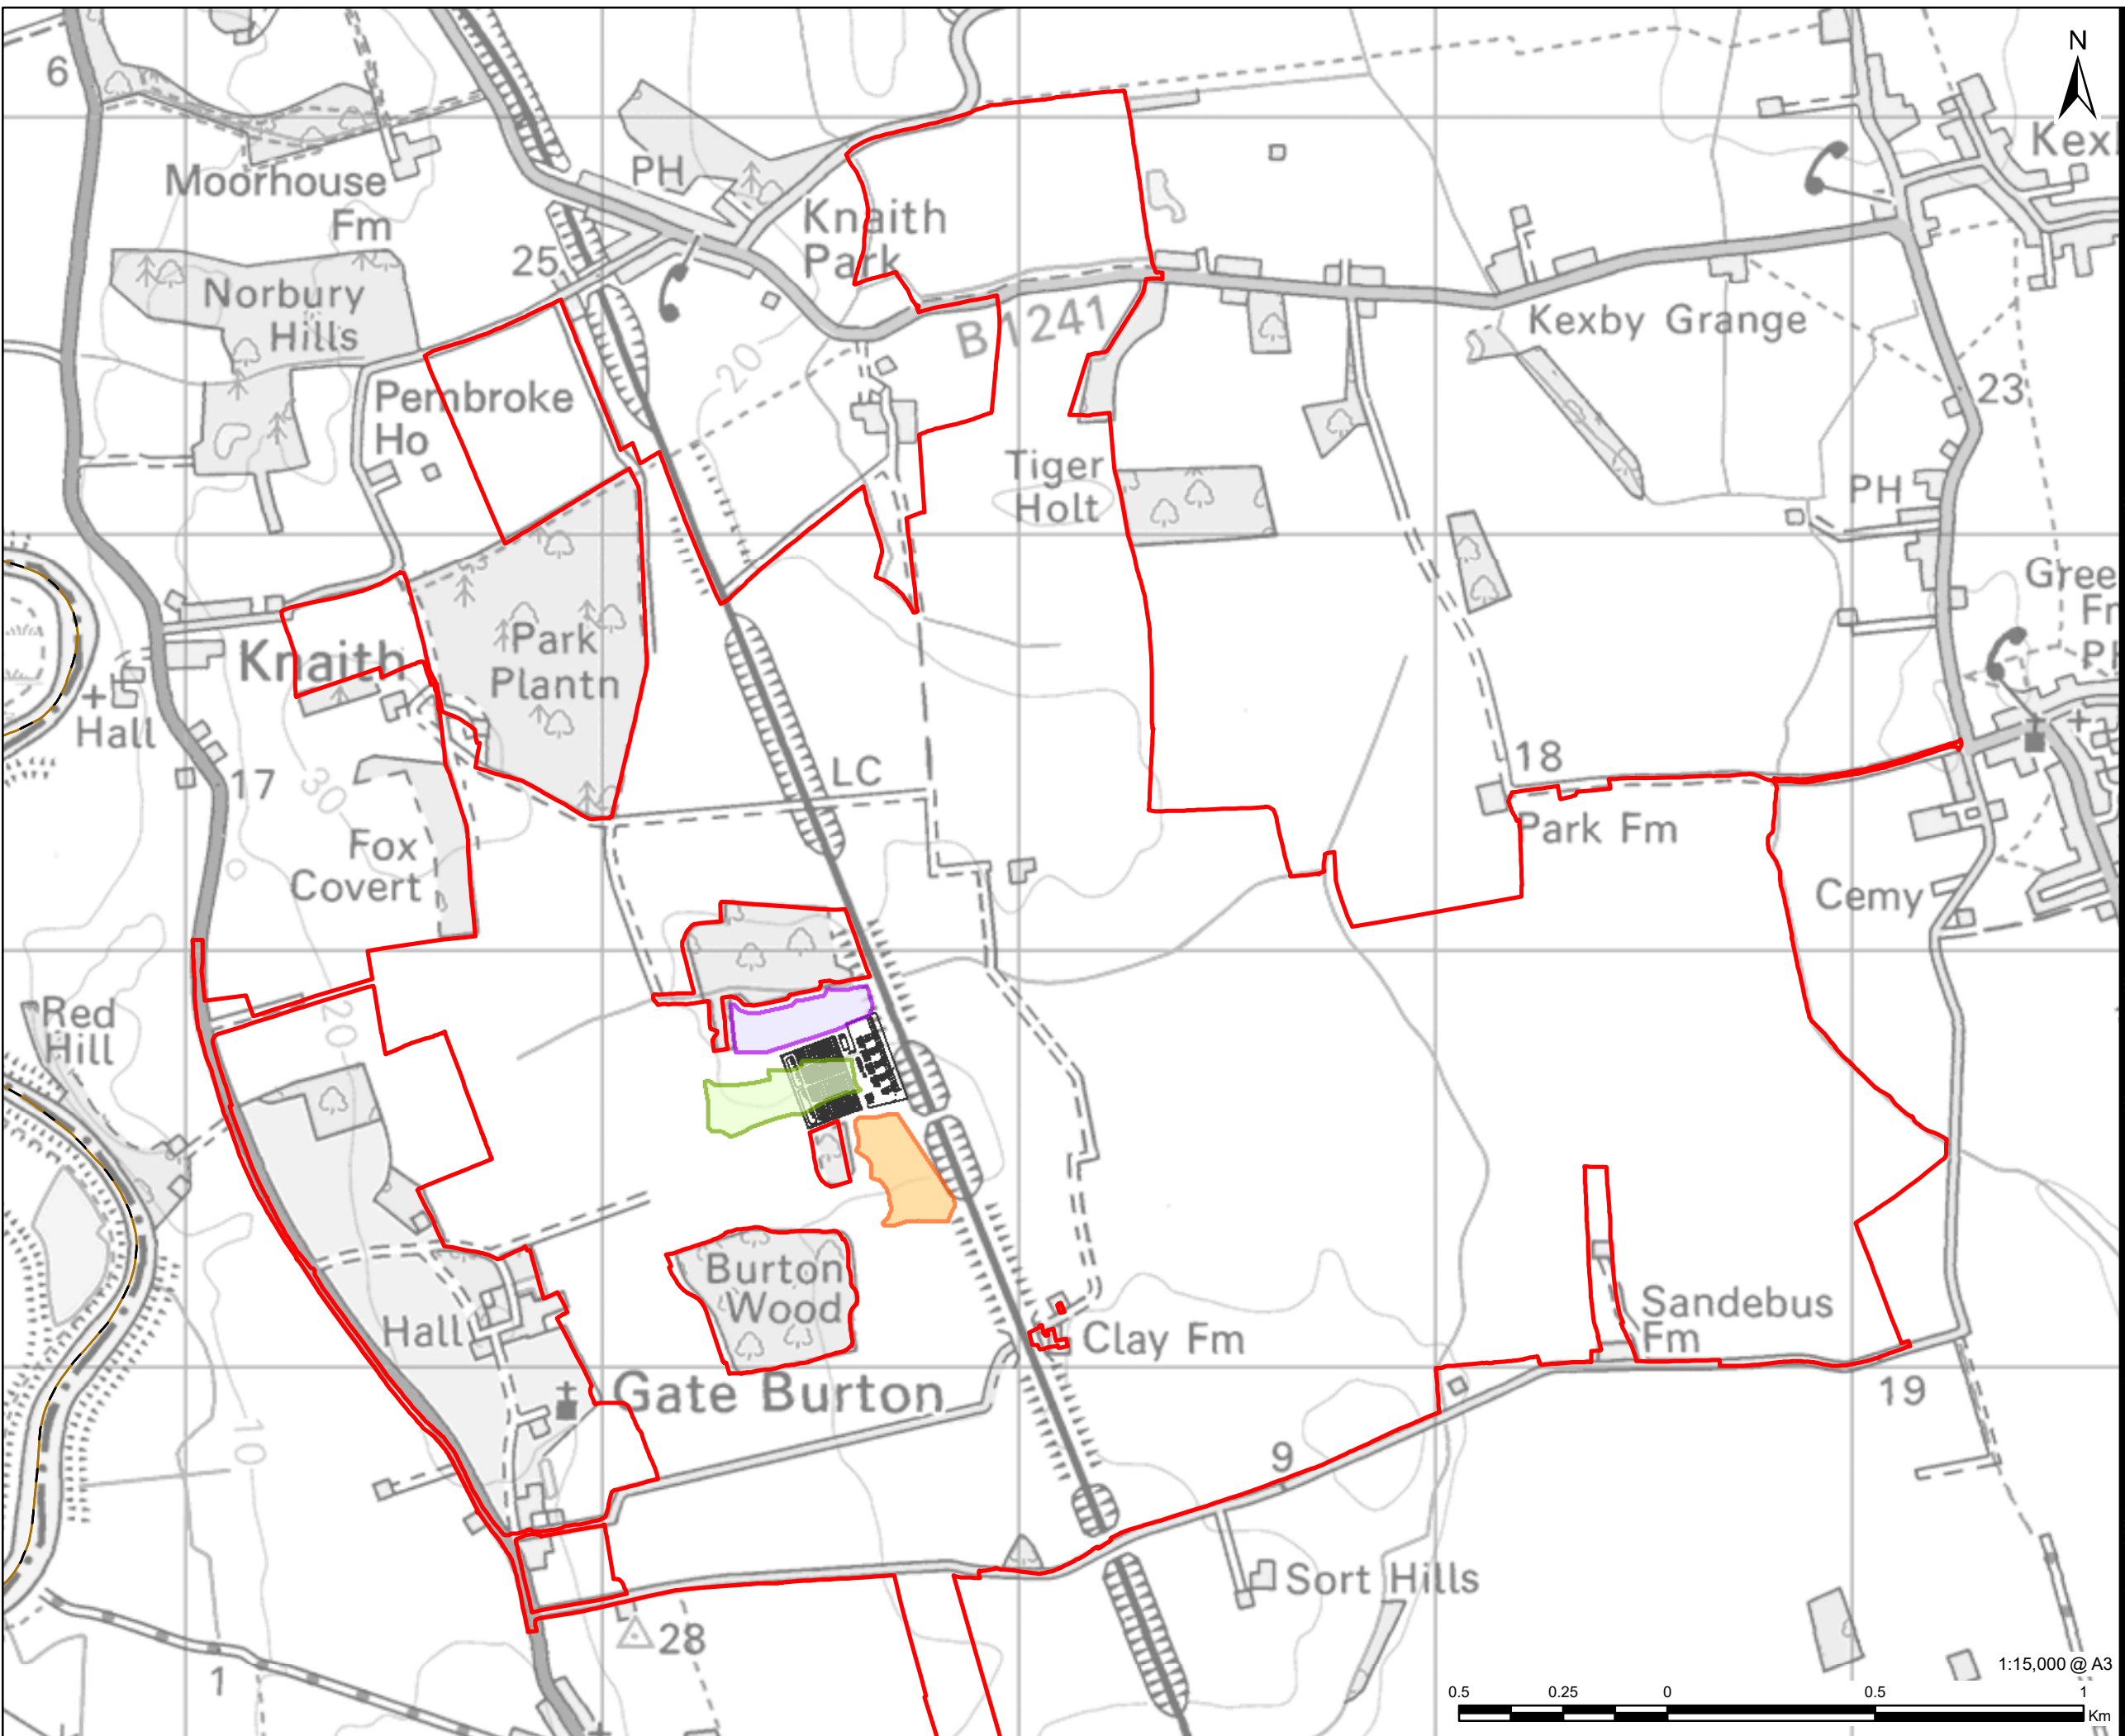 N
6
Kex
Moorhouse
Fm
PH
Knaith
Park
25
Norbury
Hills
B 1241
Kexby Grange
20
23
Pembroke
Ho
Tiger
Holt
PH
Gree
Fr
P
Knaith
Park
Plantn
Hall
17
30
LC
18
Park Fm
Fox
Covert
Cemy
Red
Hill
20
Burton
Wood
Hall
Clay Fm
Sandebus
Fm
Gate Burton
19
10
9
Sort Hills
28
1
1:15,000 @ A3
0.5 0.25 0 0.5 1
Km